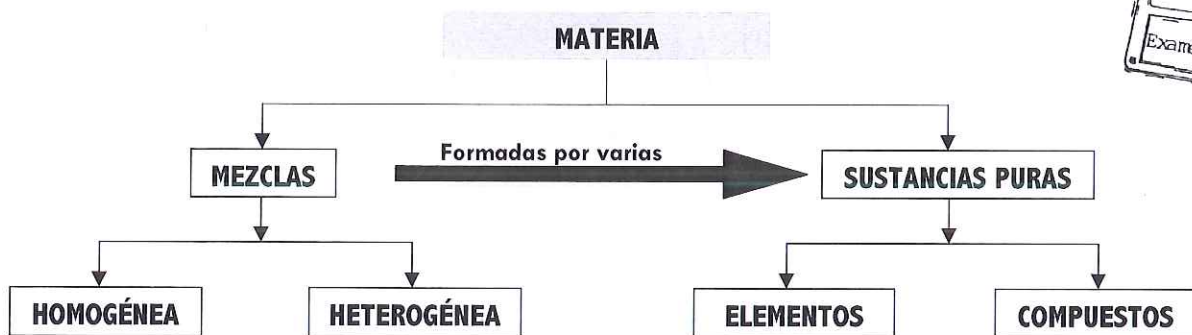 MATERIA
Formadas por varias
MEZCLAS
SUSTANCIAS PURAS
HOMOGÉNEA
HETEROGÉNEA
ELEMENTOS
COMPUESTOS